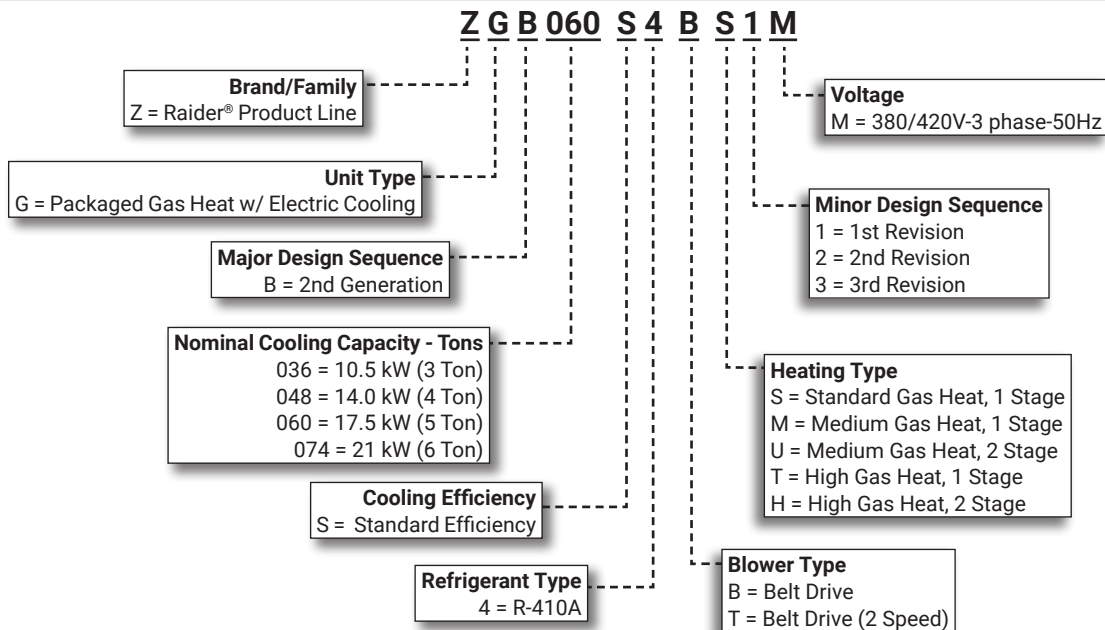 Z G B 060 S 4 B S 1 M
Brand/Family
Z = Raider® Product Line
Voltage
M = 380/420V-3 phase-50Hz
Unit Type
G = Packaged Gas Heat w/ Electric Cooling
Minor Design Sequence
1 = 1st Revision
2 = 2nd Revision
3 = 3rd Revision
Major Design Sequence
B = 2nd Generation
Nominal Cooling Capacity - Tons
036 = 10.5 kW (3 Ton)
048 = 14.0 kW (4 Ton)
060 = 17.5 kW (5 Ton)
074 = 21 kW (6 Ton)
Heating Type
S = Standard Gas Heat, 1 Stage
M = Medium Gas Heat, 1 Stage
U = Medium Gas Heat, 2 Stage
T = High Gas Heat, 1 Stage
H = High Gas Heat, 2 Stage
Cooling Efficiency
S = Standard Efficiency
Refrigerant Type
4 = R-410A
Blower Type
B = Belt Drive
T = Belt Drive (2 Speed)